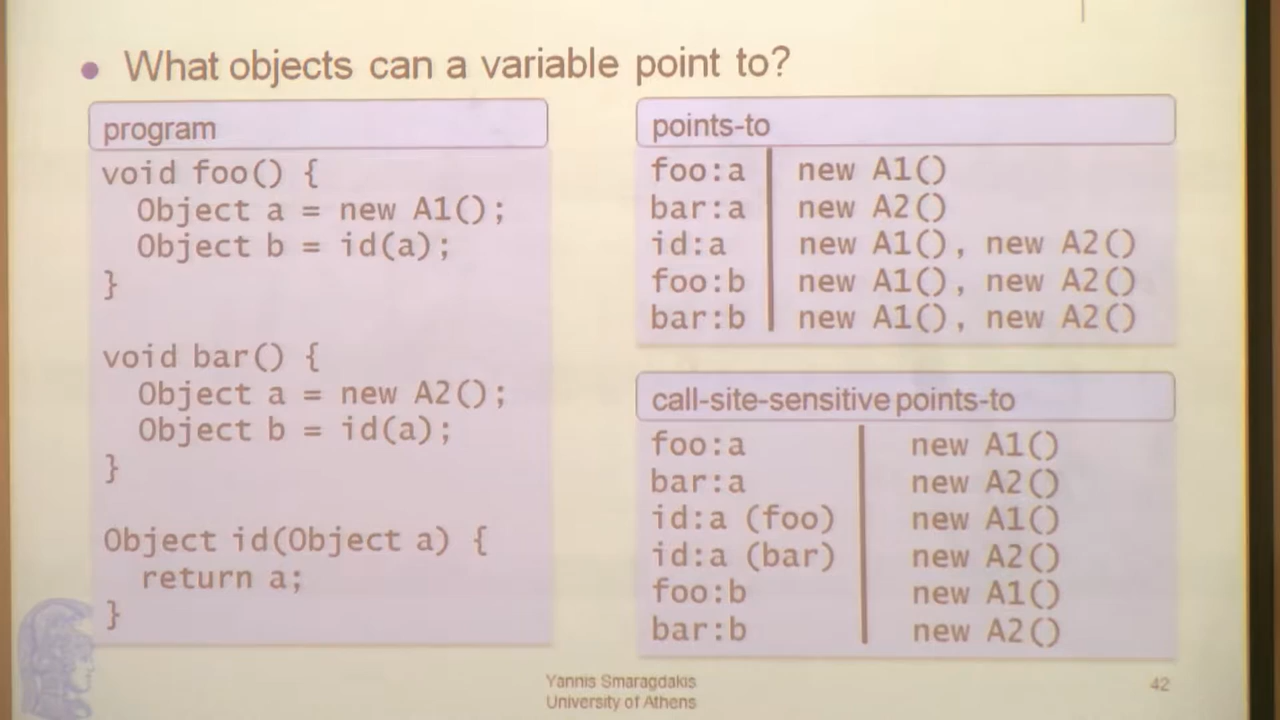 What objects can a variable point to?
program
void foo() {
  Object a = new A1();
  Object b = id(a);
}
void bar() {
  Object a = new A2();
  Object b = id(a);
}
Object id(Object a) {
  return a;
}
points-to
foo:a new A1()
bar:a new A2()
id:a new A1(), new A2()
foo:b new A1(), new A2()
bar:b new A1(), new A2()
call-site-sensitive points-to
foo:a new A1()
bar:a new A2()
id:a (foo) new A1()
id:a (bar) new A2()
foo:b new A1()
bar:b new A2()
Yannis Smaragdakis
University of Athens
42